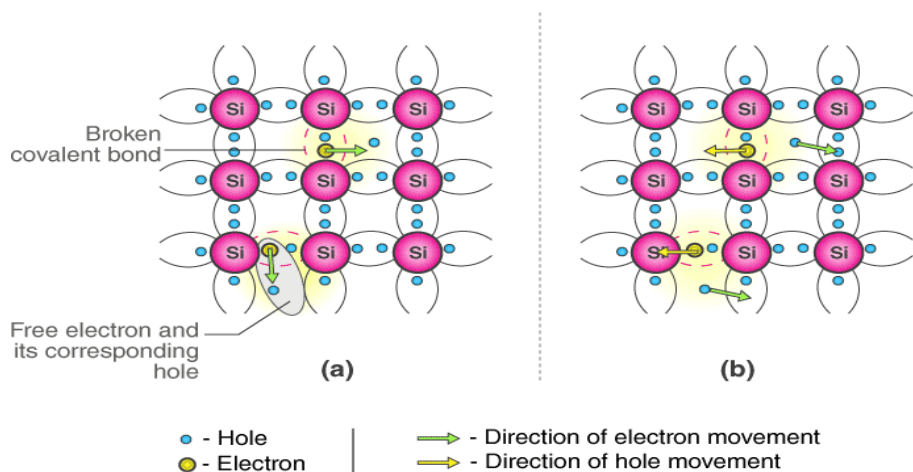 Si Si Si
Broken
covalent bond
Si Si Si
Si Si Si
Free electron and
its corresponding
hole
(a)
Si Si Si
Si Si Si
Si Si Si
(b)
- Hole
- Electron
- Direction of electron movement
- Direction of hole movement